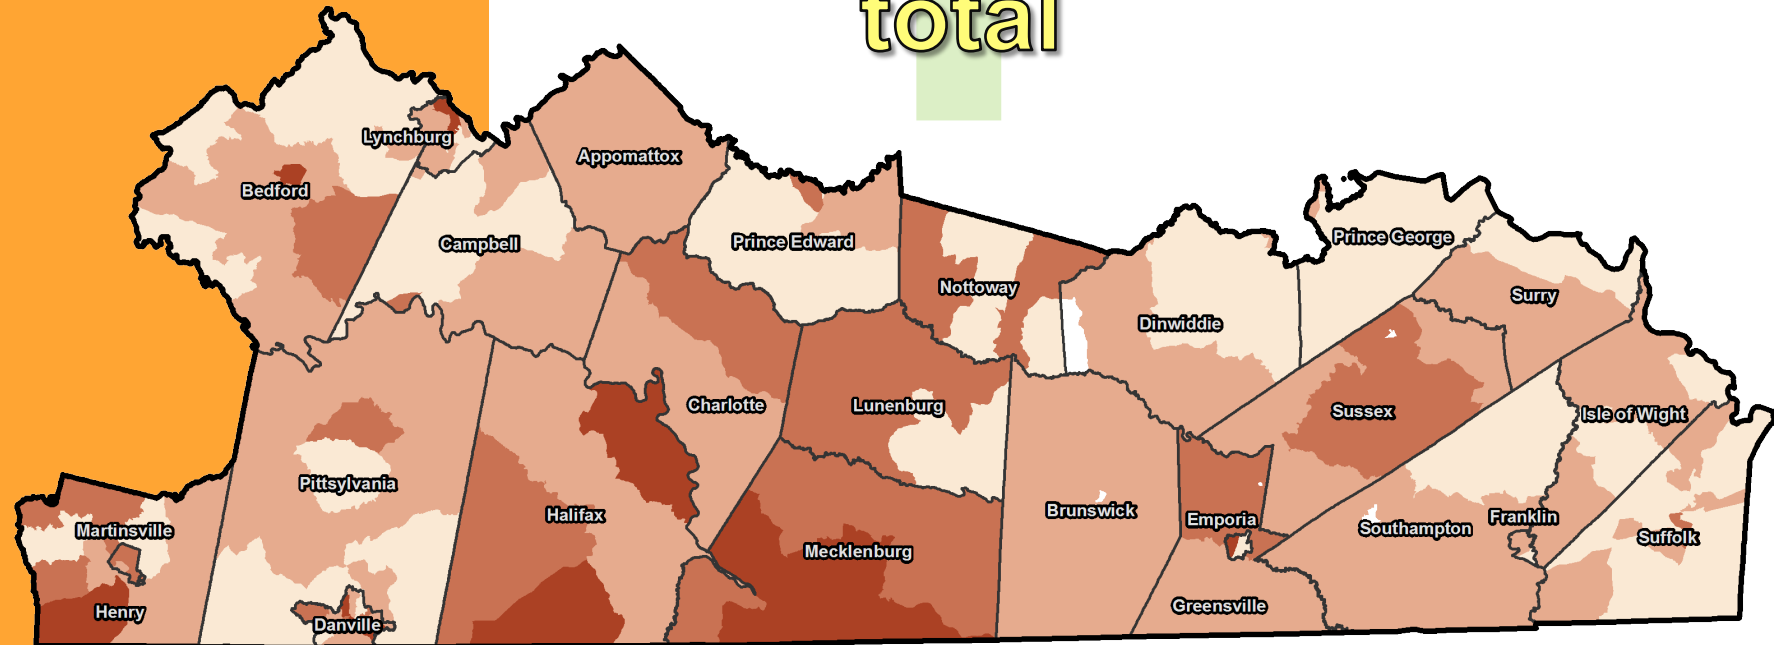 total
Lynchburg
Appomattox
Bedford
Campbell
Prince Edward
Prince George
Nottoway
Surry
Dinwiddie
Charlotte
Lunenburg
Sussex
Isle of Wight
Pittsylvania
Halifax
Brunswick
Emporia
Franklin
Southampton
Martinsville
Suffolk
Mecklenburg
Henry
Greensville
Danville